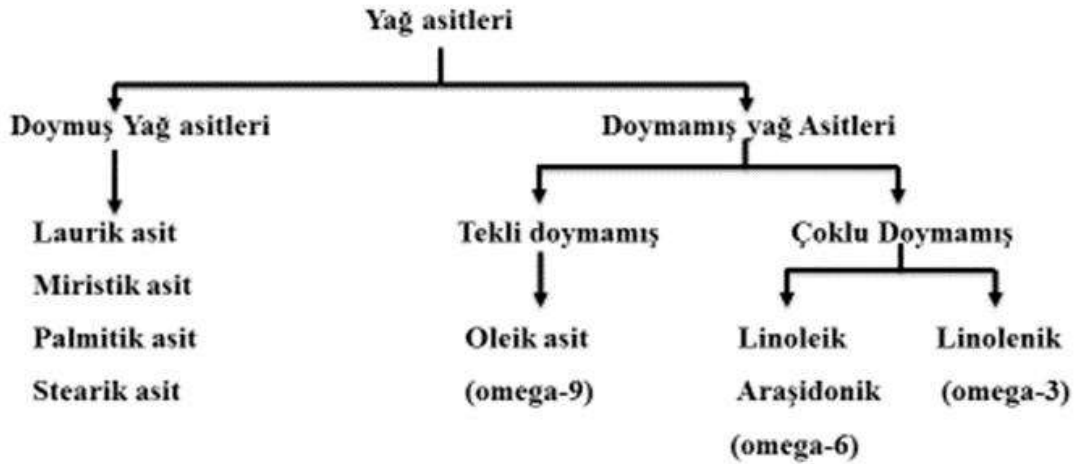 Yağ asitleri
Doymuş Yağ asitleri
Doymamış yağ Asitleri
Laurik asit
Miristik asit
Palmitik asit
Stearik asit
Tekli doymamış
Oleik asit
(omega-9)
Çoklu Doymamış
Linoleik
Araşidonik
(omega-6)
Linolenik
(omega-3)